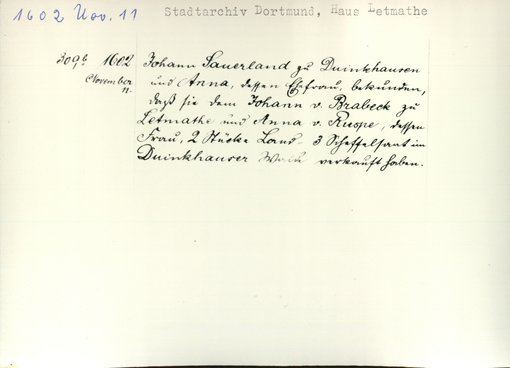 1602 Nov. 11
Stadtarchiv Dortmund, Haus Letmathe
309a 1602
November
11.
Johann Sauerland zu Duinkhausen
und Anna, dessen Ehefrau, bekunden,
daß sie dem Johann v. Brabeck zu
Letmathe und Anna v. Ruspe, dessen
Frau, 2 Stücke Land 3 Scheffelsaat im
Duinkhauser verkauft haben.